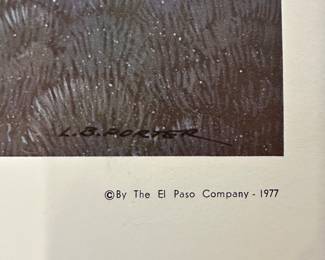 L.B. PORTER
©By The El Paso Company - 1977